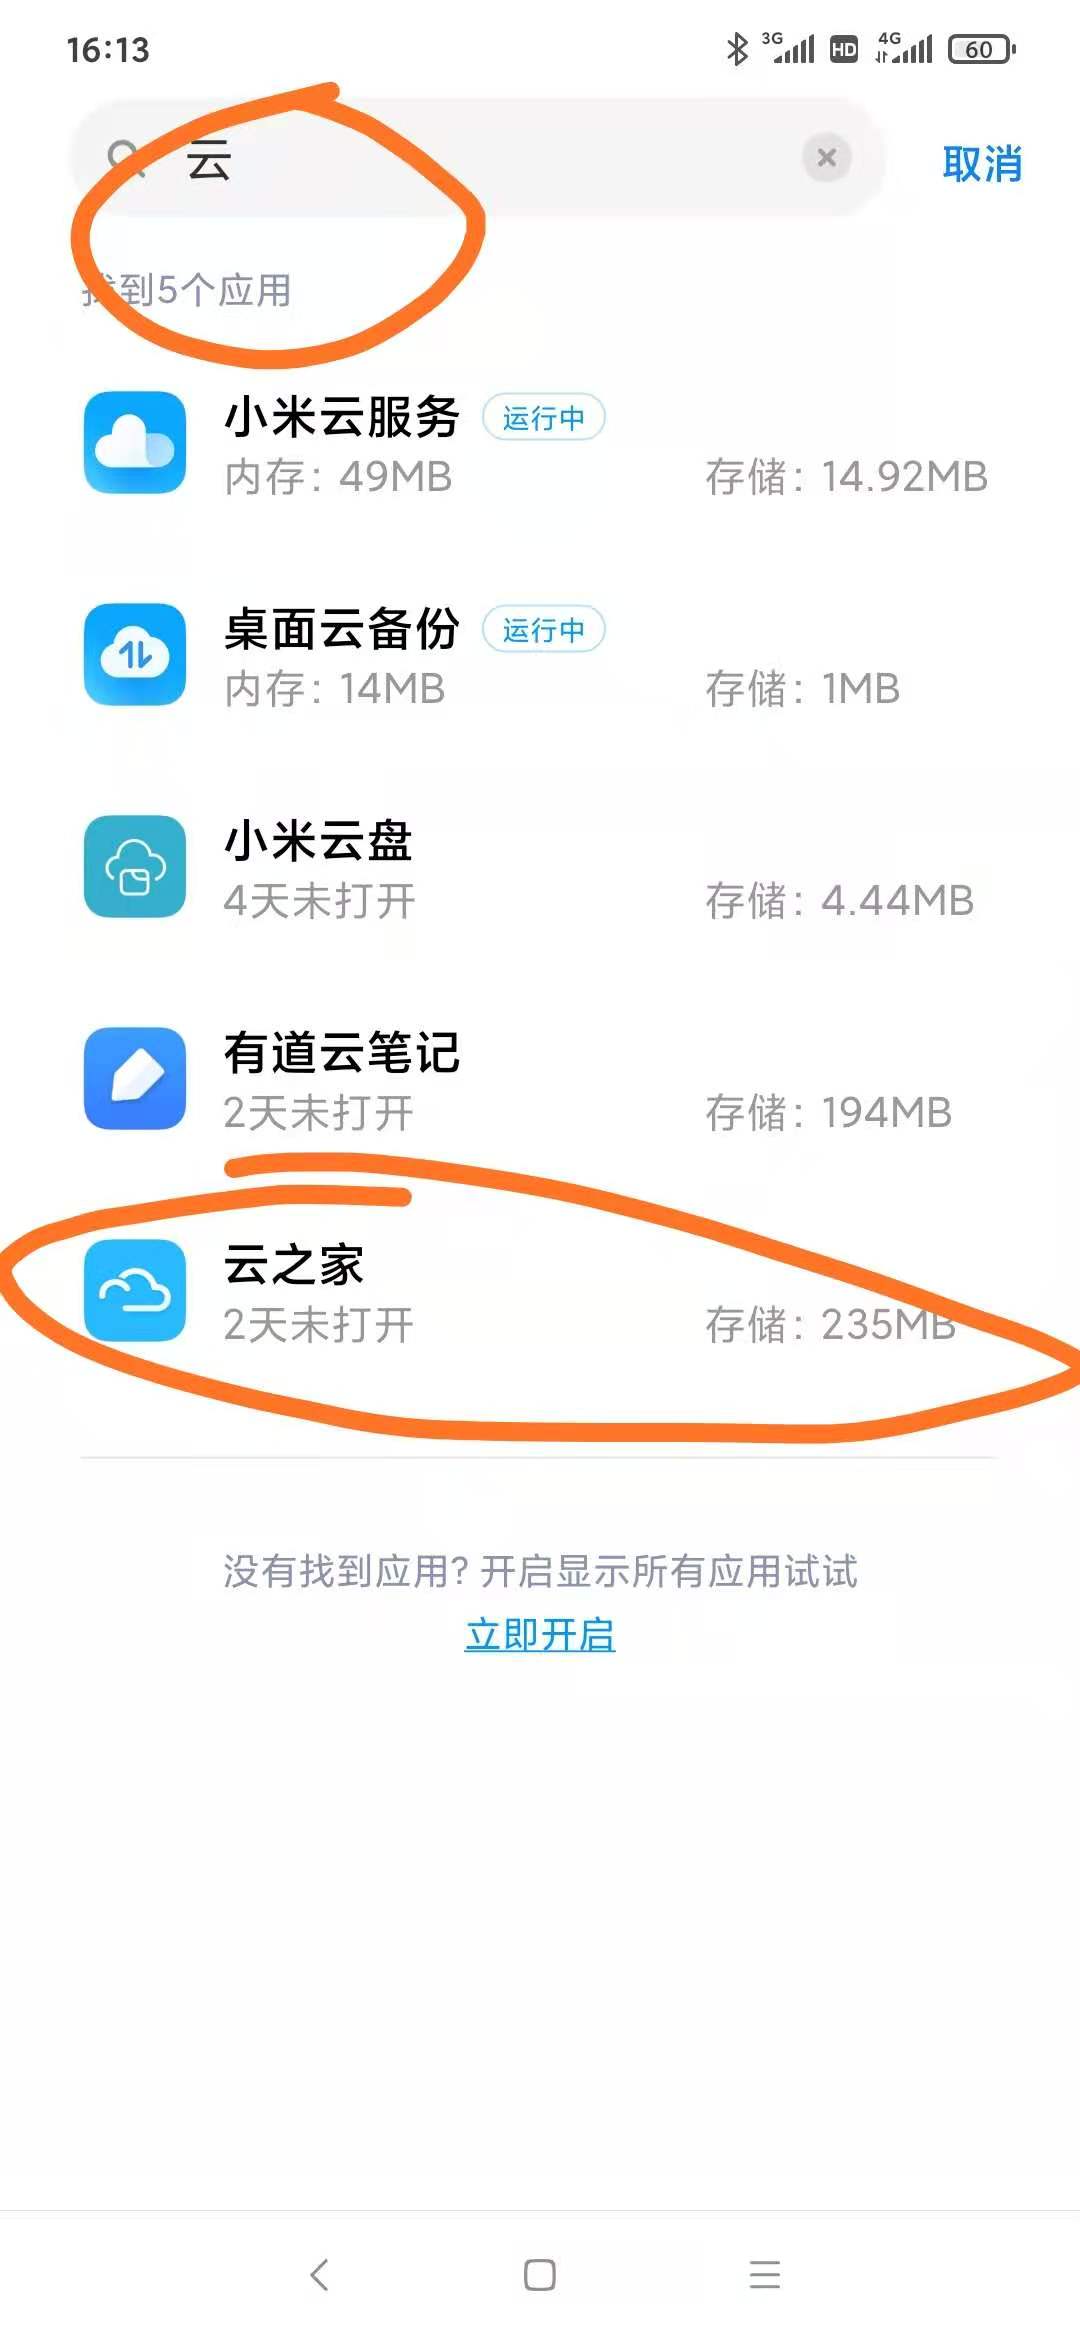 16:13 3G HD 4G 60
云 取消
找到5个应用
小米云服务 运行中
内存：49MB 存储：14.92MB
桌面云备份 运行中
内存：14MB 存储：1MB
小米云盘
4天未打开 存储：4.44MB
有道云笔记
2天未打开 存储：194MB
云之家
2天未打开 存储：235MB
没有找到应用？开启显示所有应用试试
立即开启